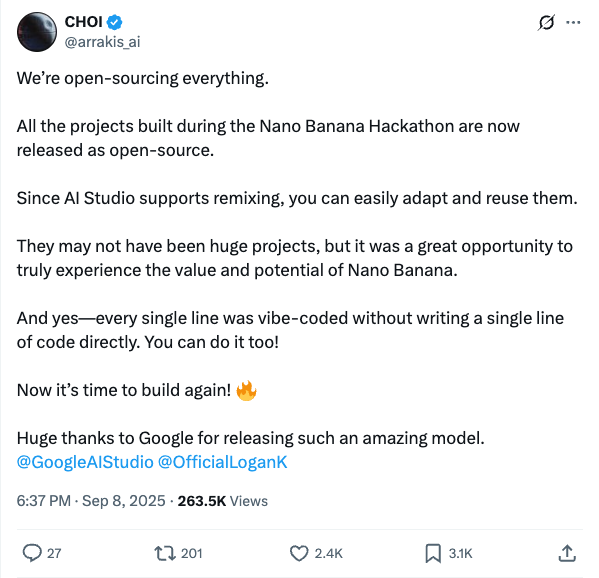 CHOI
@arrakis_ai
We’re open-sourcing everything.
All the projects built during the Nano Banana Hackathon are now
released as open-source.
Since AI Studio supports remixing, you can easily adapt and reuse them.
They may not have been huge projects, but it was a great opportunity to
truly experience the value and potential of Nano Banana.
And yes—every single line was vibe-coded without writing a single line
of code directly. You can do it too!
Now it’s time to build again! 🔥
Huge thanks to Google for releasing such an amazing model.
@GoogleAIStudio @OfficialLoganK
6:37 PM · Sep 8, 2025 · 263.5K Views
27 201 2.4K 3.1K